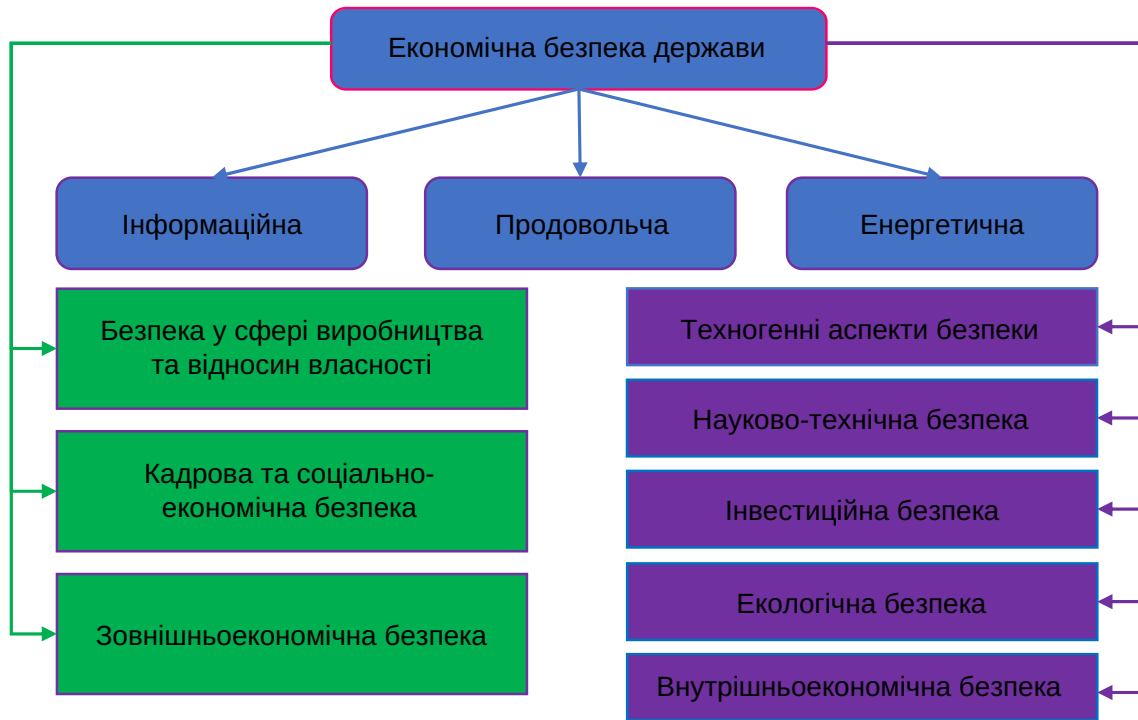 Економічна безпека держави
Інформаційна
Продовольча
Енергетична
Безпека у сфері виробництва
та відносин власності
Кадрова та соціально-
економічна безпека
Зовнішньоекономічна безпека
Техногенні аспекти безпеки
Науково-технічна безпека
Інвестиційна безпека
Екологічна безпека
Внутрішньоекономічна безпека